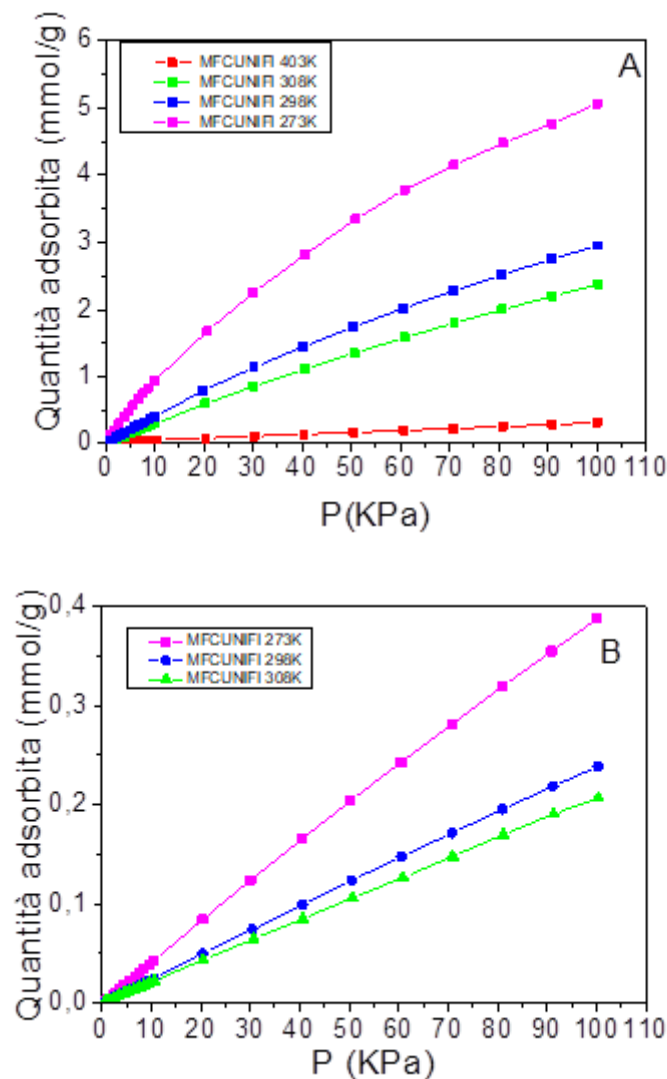 A
MFCUNIFI 403K
MFCUNIFI 308K
MFCUNIFI 298K
MFCUNIFI 273K
Quantità adsorbita (mmol/g)
6
5
4
3
2
1
0
0 10 20 30 40 50 60 70 80 90 100 110
P(KPa)
B
MFCUNIFI 273K
MFCUNIFI 298K
MFCUNIFI 308K
Quantità adsorbita (mmol/g)
0,4
0,3
0,2
0,1
0,0
0 10 20 30 40 50 60 70 80 90 100 110
P (KPa)